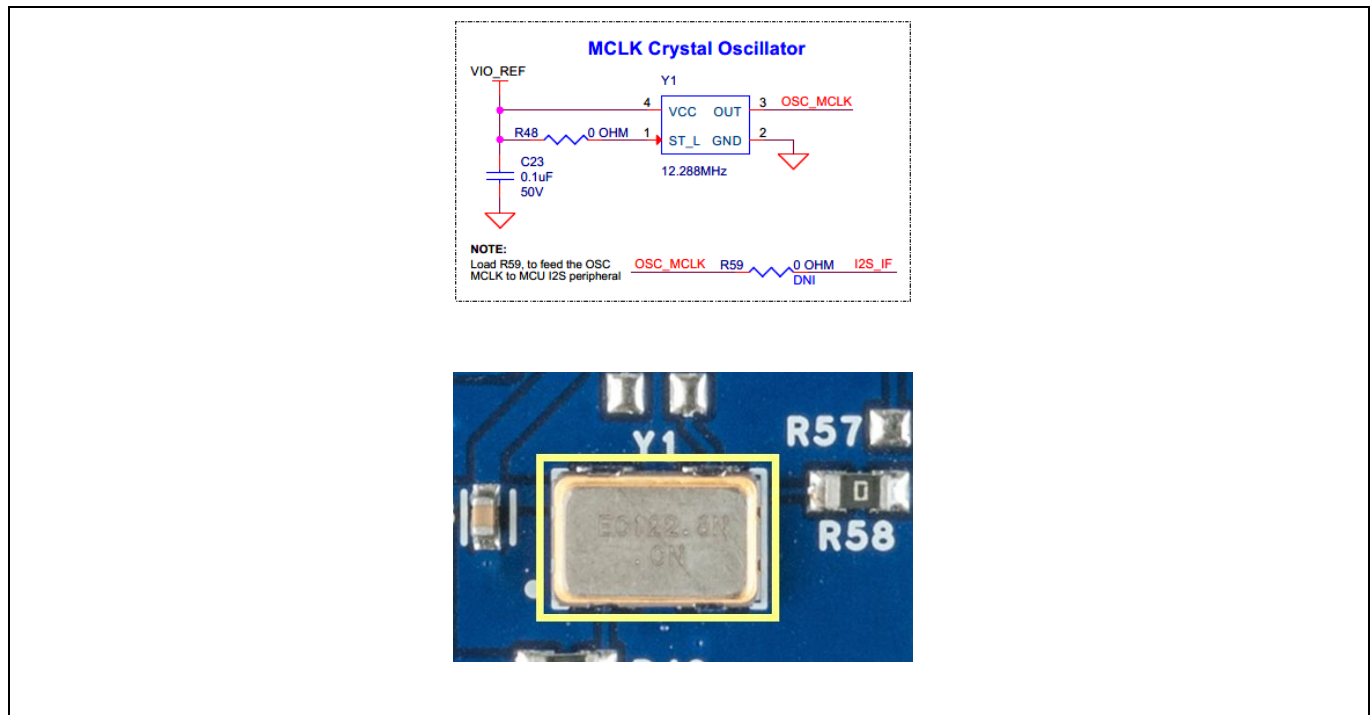 MCLK Crystal Oscillator
VIO_REF
Y1
4 VCC OUT 3 OSC_MCLK
R48 0 OHM 1 ST_L GND 2
C23
0.1uF
50V
12.288MHz
NOTE:
Load R59, to feed the OSC
MCLK to MCU I2S peripheral
OSC_MCLK R59 0 OHM I2S_IF
DNI
Y1
R57
0
R58